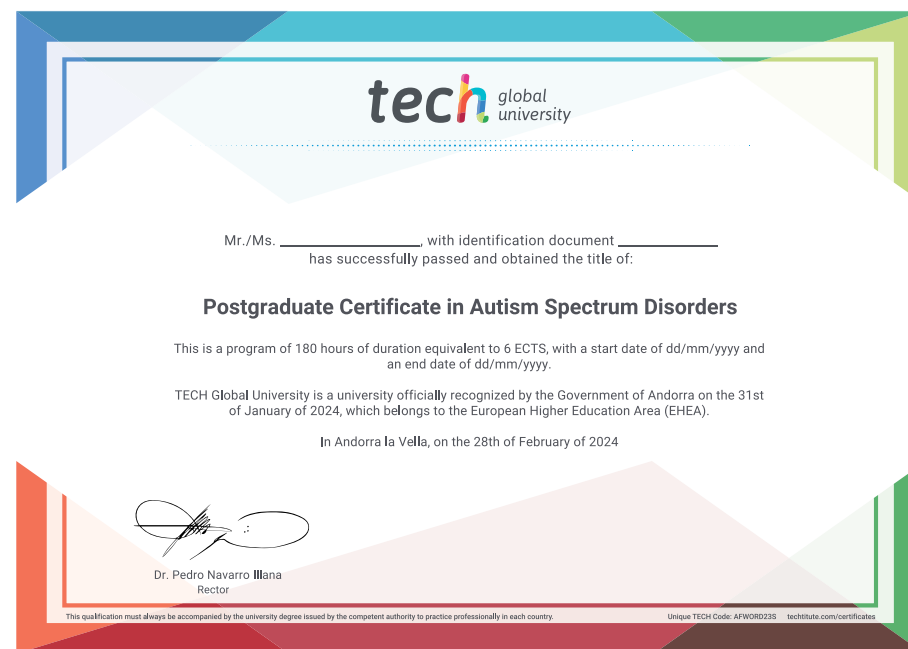 tech global university
Mr./Ms. ____________________, with identification document ______________
has successfully passed and obtained the title of:
Postgraduate Certificate in Autism Spectrum Disorders
This is a program of 180 hours of duration equivalent to 6 ECTS, with a start date of dd/mm/yyyy and
an end date of dd/mm/yyyy.
TECH Global University is a university officially recognized by the Government of Andorra on the 31st
of January of 2024, which belongs to the European Higher Education Area (EHEA).
In Andorra la Vella, on the 28th of February of 2024
Dr. Pedro Navarro Illana
Rector
This qualification must always be accompanied by the university degree issued by the competent authority to practice professionally in each country. Unique TECH Code: AFWORD23S techtitute.com/certificates